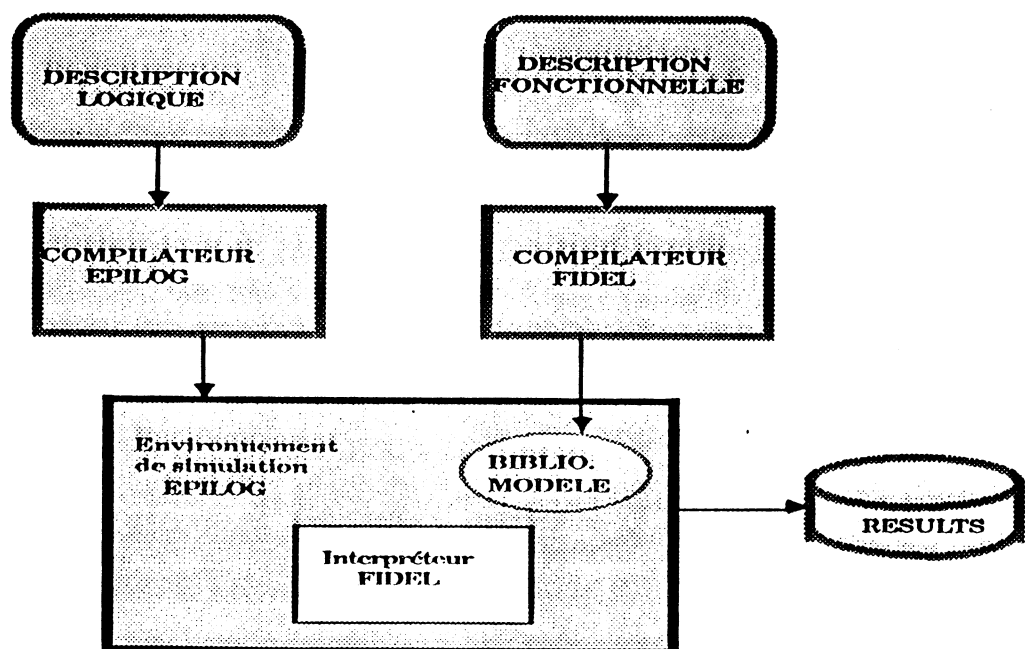 DESCRIPTION
LOGIQUE
DESCRIPTION
FONCTIONNELLE
COMPILATEUR
EPILOG
COMPILATEUR
FIDEL
Environnement
de simulation
EPILOG
BIBLIO.
MODELE
Interpréteur
FIDEL
RESULTS